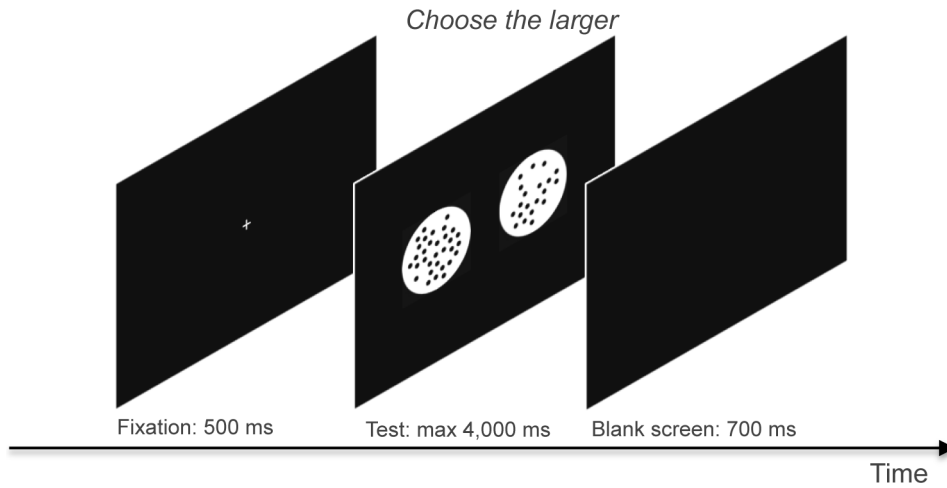 Choose the larger
Fixation: 500 ms
Test: max 4,000 ms
Blank screen: 700 ms
Time